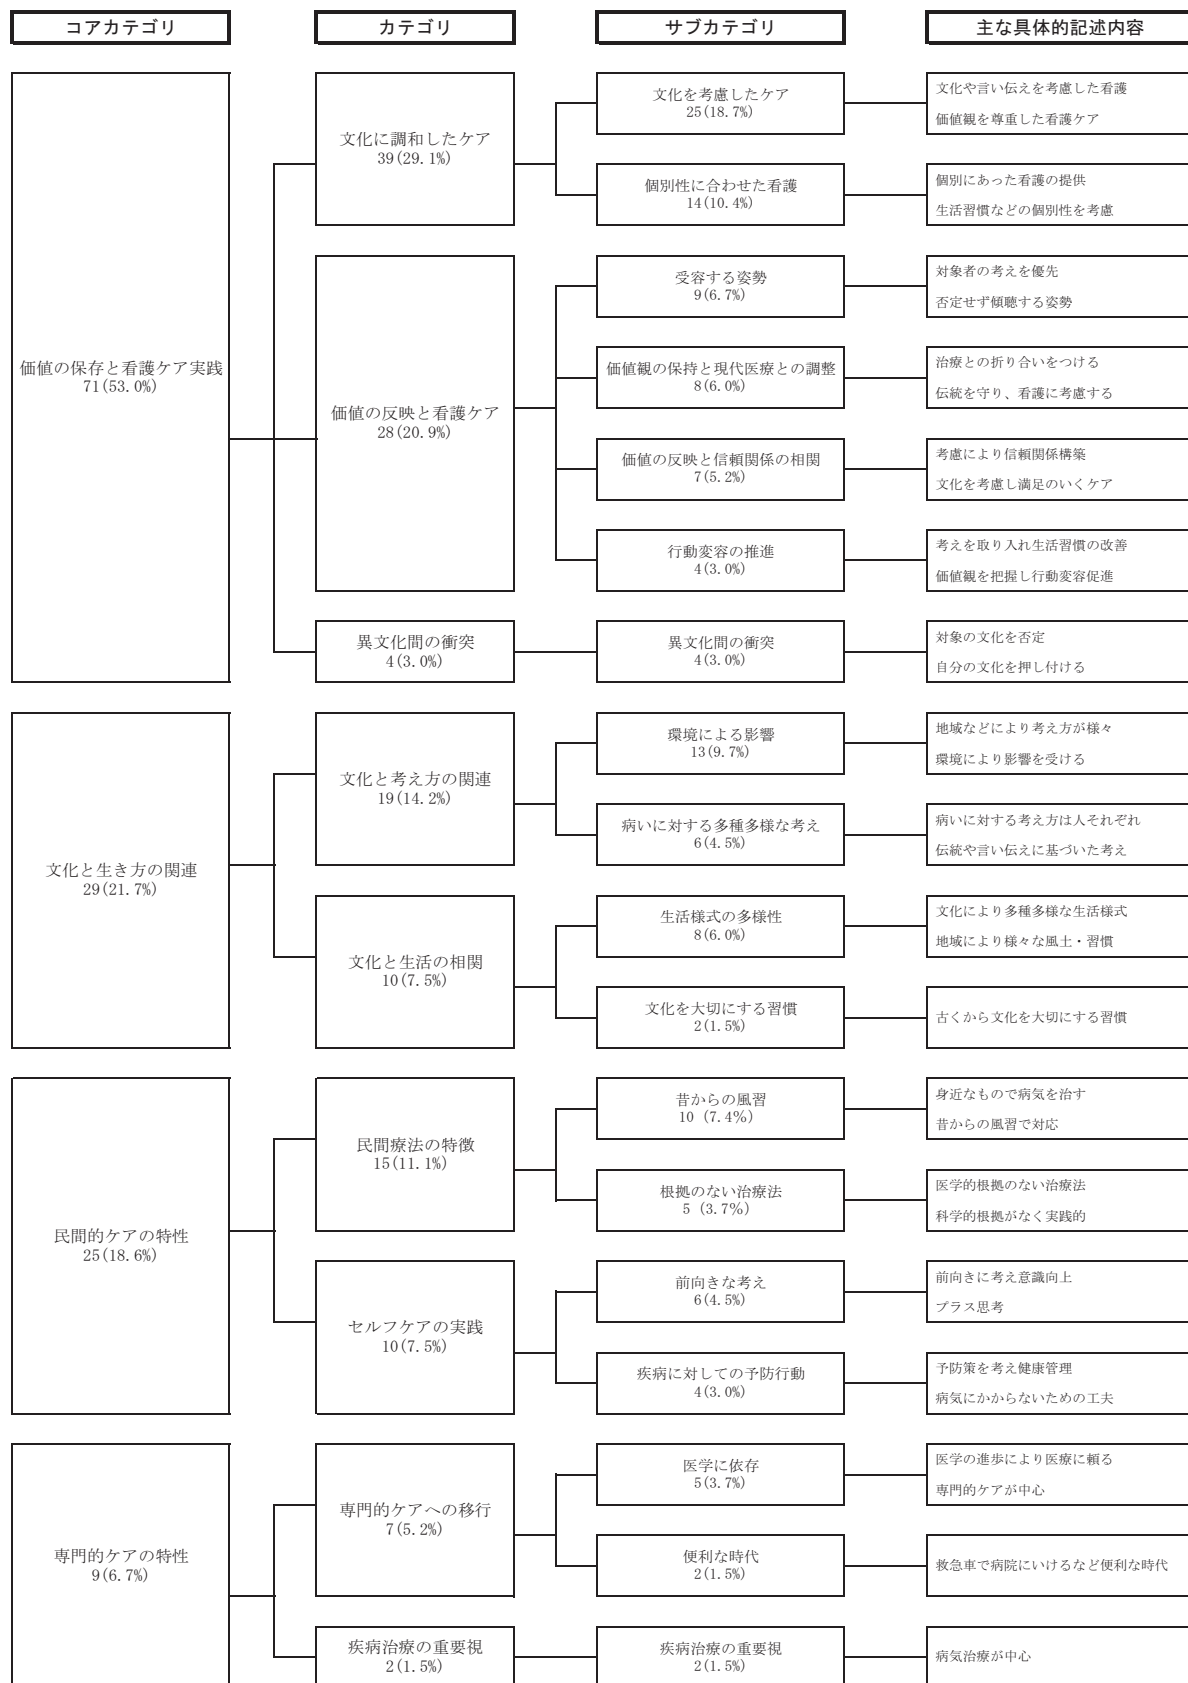 コアカテゴリ
カテゴリ
サブカテゴリ
主な具体的記述内容
価値の保存と看護ケア実践
71(53.0%)
文化に調和したケア
39(29.1%)
文化を考慮したケア
25(18.7%)
文化や言い伝えを考慮した看護
価値観を尊重した看護ケア
個別性に合わせた看護
14(10.4%)
個別にあった看護の提供
生活習慣などの個別性を考慮
価値の反映と看護ケア
28(20.9%)
受容する姿勢
9(6.7%)
対象者の考えを優先
否定せず傾聴する姿勢
価値観の保持と現代医療との調整
8(6.0%)
治療との折り合いをつける
伝統を守り、看護に考慮する
価値の反映と信頼関係の相関
7(5.2%)
考慮により信頼関係構築
文化を考慮し満足のいくケア
行動変容の推進
4(3.0%)
考えを取り入れ生活習慣の改善
価値観を把握し行動変容促進
異文化間の衝突
4(3.0%)
異文化間の衝突
4(3.0%)
対象の文化を否定
自分の文化を押し付ける
文化と生き方の関連
29(21.7%)
文化と考え方の関連
19(14.2%)
環境による影響
13(9.7%)
地域などにより考え方が様々
環境により影響を受ける
病いに対する多種多様な考え
6(4.5%)
病いに対する考え方は人それぞれ
伝統や言い伝えに基づいた考え
文化と生活の相関
10(7.5%)
生活様式の多様性
8(6.0%)
文化により多種多様な生活様式
地域により様々な風土・習慣
文化を大切にする習慣
2(1.5%)
古くから文化を大切にする習慣
民間的ケアの特性
25(18.6%)
民間療法の特徴
15(11.1%)
昔からの風習
10（7.4％）
身近なもので病気を治す
昔からの風習で対応
根拠のない治療法
5（3.7％）
医学的根拠のない治療法
科学的根拠がなく実践的
セルフケアの実践
10(7.5%)
前向きな考え
6(4.5%)
前向きに考え意識向上
プラス思考
疾病に対しての予防行動
4(3.0%)
予防策を考え健康管理
病気にかからないための工夫
専門的ケアの特性
9(6.7%)
専門的ケアへの移行
7(5.2%)
医学に依存
5(3.7%)
医学の進歩により医療に頼る
専門的ケアが中心
便利な時代
2(1.5%)
救急車で病院にいけるなど便利な時代
疾病治療の重要視
2(1.5%)
疾病治療の重要視
2(1.5%)
病気治療が中心